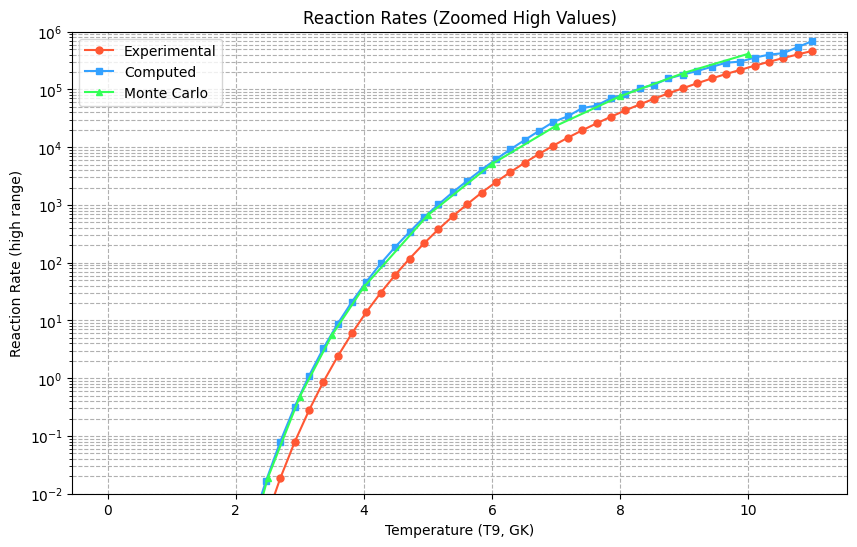 Reaction Rates (Zoomed High Values)
Experimental
Computed
Monte Carlo
Reaction Rate (high range)
10^6
10^5
10^4
10^3
10^2
10^1
10^0
10^−1
10^−2
0 2 4 6 8 10
Temperature (T9, GK)